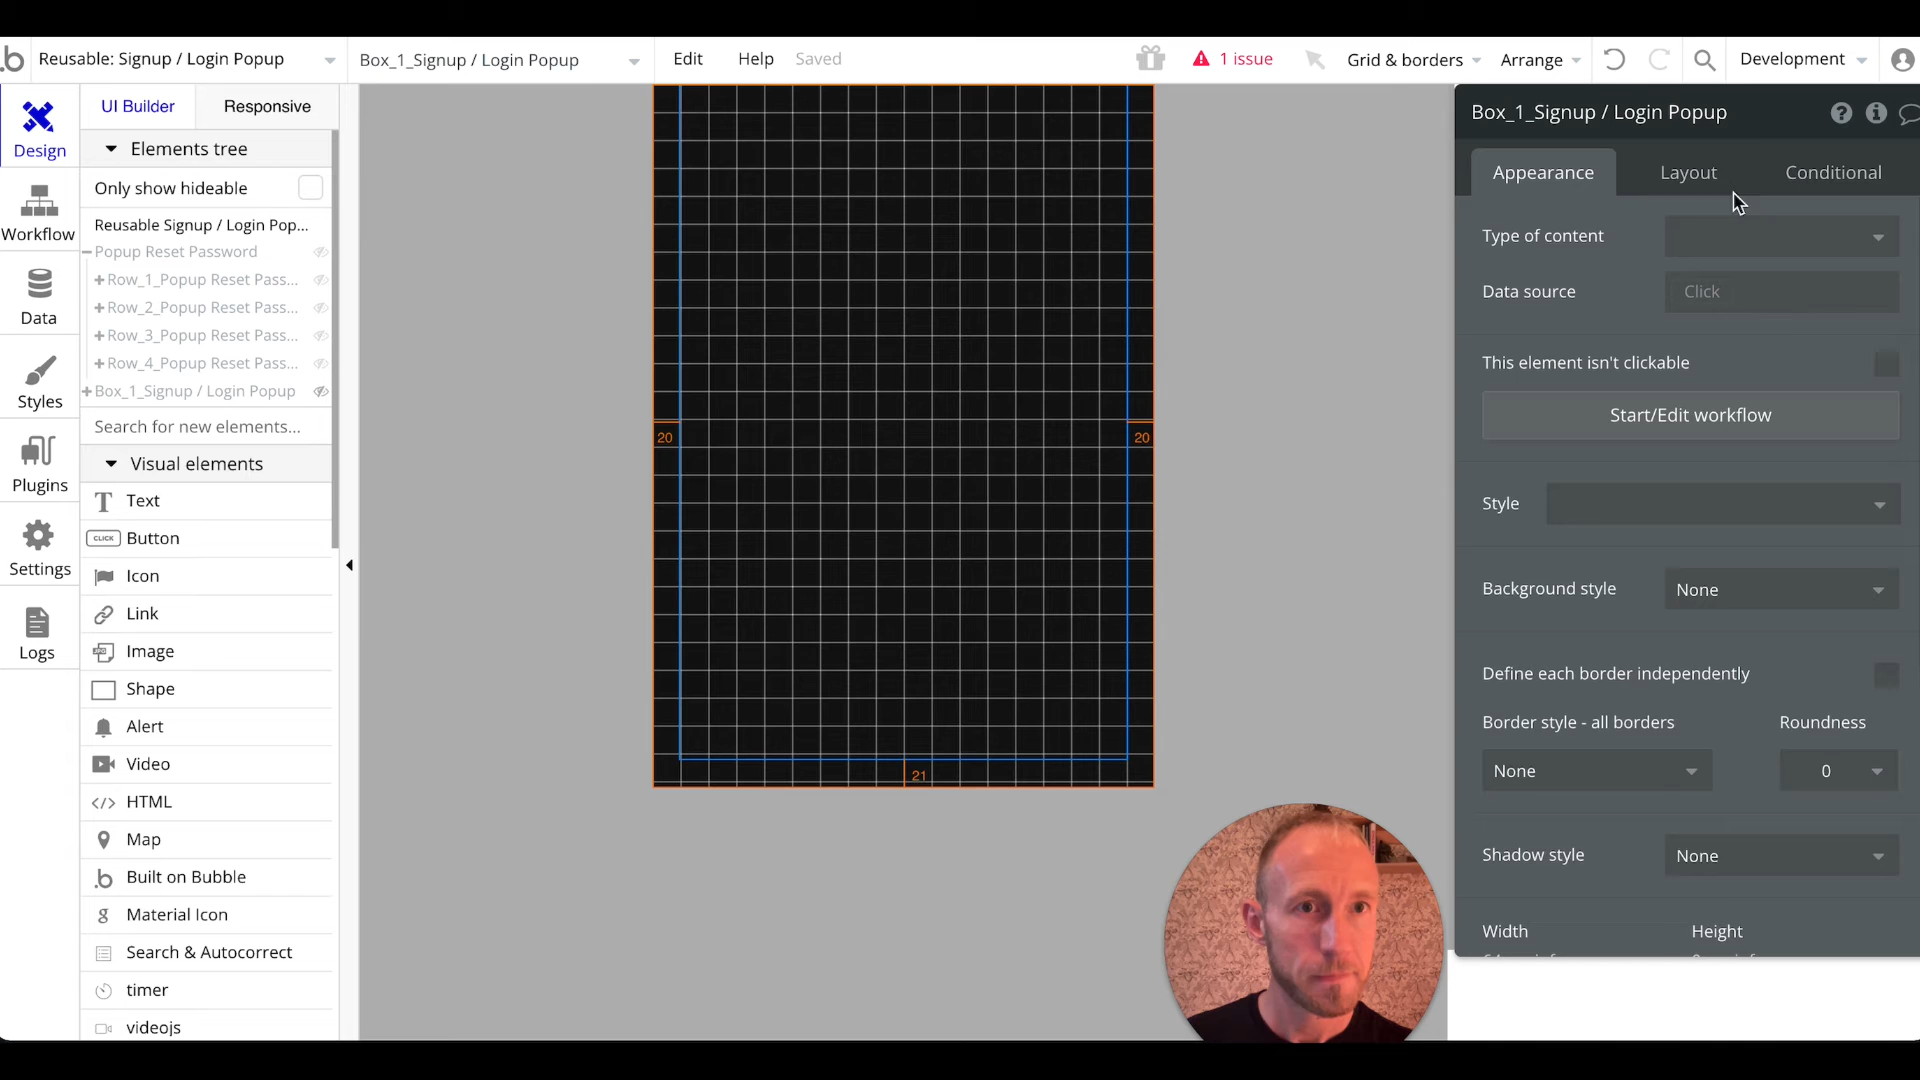 Reusable: Signup / Login Popup
Box_1_Signup / Login Popup
Edit
Help
Saved
1 issue
Grid & borders
Arrange
Development
Design
Workflow
Data
Styles
Plugins
Settings
Logs
UI Builder
Responsive
Elements tree
Only show hideable
Reusable Signup / Login Pop...
Popup Reset Password
Row_1_Popup Reset Pass...
Row_2_Popup Reset Pass...
Row_3_Popup Reset Pass...
Row_4_Popup Reset Pass...
Box_1_Signup / Login Popup
Search for new elements...
Visual elements
Text
CLICK Button
Icon
Link
Image
Shape
Alert
Video
HTML
Map
Built on Bubble
Material Icon
Search & Autocorrect
timer
videojs
20
20
21
Box_1_Signup / Login Popup
Appearance
Layout
Conditional
Type of content
Data source
Click
This element isn't clickable
Start/Edit workflow
Style
Background style
None
Define each border independently
Border style - all borders
Roundness
None
0
Shadow style
None
Width
Height